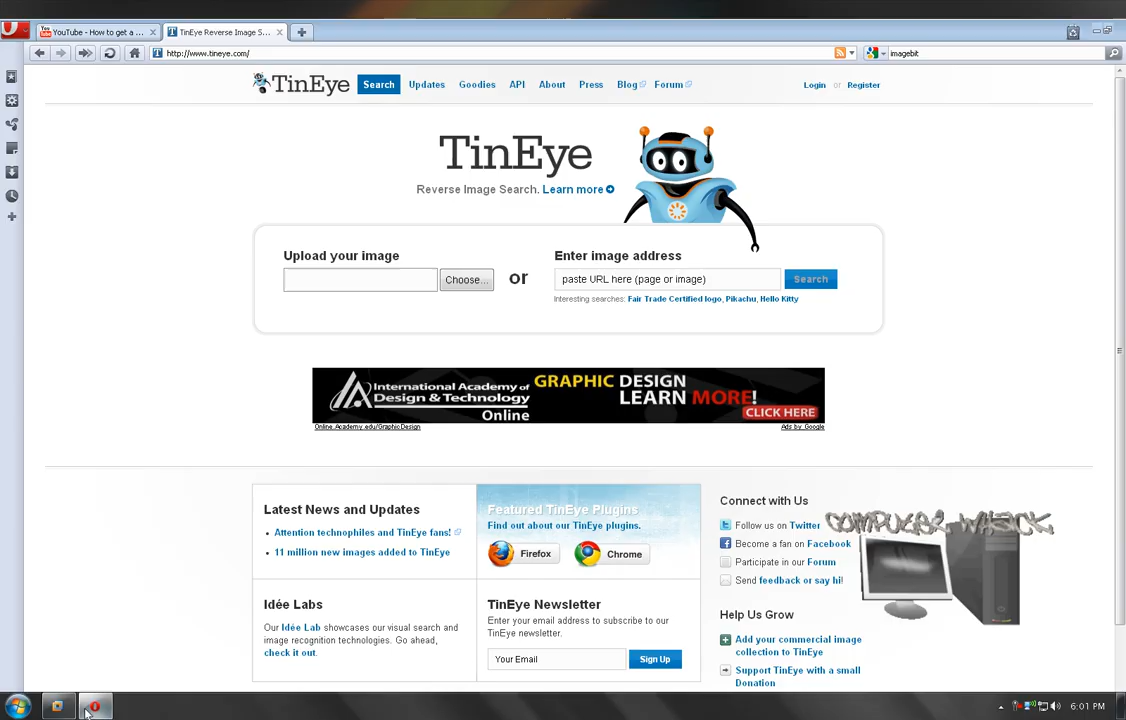 YouTube - How to get a ...
TinEye Reverse Image S...
http://www.tineye.com/
imagebit
TinEye
Search
Updates
Goodies
API
About
Press
Blog
Forum
Login or Register
TinEye
Reverse Image Search. Learn more
Upload your image
Choose...
or
Enter image address
paste URL here (page or image)
Search
Interesting searches: Fair Trade Certified logo, Pikachu, Hello Kitty
International Academy of
Design & Technology
Online
GRAPHIC DESIGN
LEARN MORE!
CLICK HERE
Online.Academy.edu/GraphicDesign
Ads by Google
Latest News and Updates
Attention technophiles and TinEye fans!
11 million new images added to TinEye
Featured TinEye Plugins
Find out about our TinEye plugins.
Firefox
Chrome
Connect with Us
Follow us on Twitter
Become a fan on Facebook
Participate in our Forum
Send feedback or say hi!
COMPUTER WHACK
Idée Labs
Our Idée Lab showcases our visual search and
image recognition technologies. Go ahead,
check it out.
TinEye Newsletter
Enter your email address to subscribe to our
TinEye newsletter.
Your Email
Sign Up
Help Us Grow
Add your commercial image
collection to TinEye
Support TinEye with a small
Donation
6:01 PM